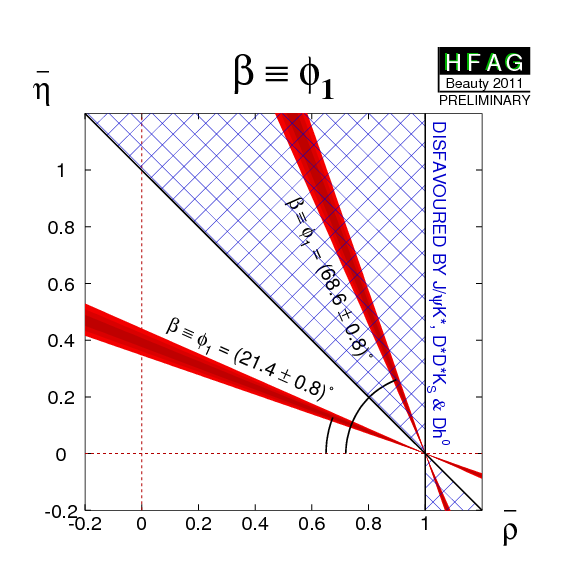 HFAG
Beauty 2011
PRELIMINARY
β ≡ ϕ₁
η̄
DISFAVOURED BY J/ψK*, D*D*K_S & Dh⁰
β ≡ ϕ₁ = (68.6 ± 0.8)°
β ≡ ϕ₁ = (21.4 ± 0.8)°
1
0.8
0.6
0.4
0.2
0
-0.2
-0.2 0 0.2 0.4 0.6 0.8 1
ρ̄